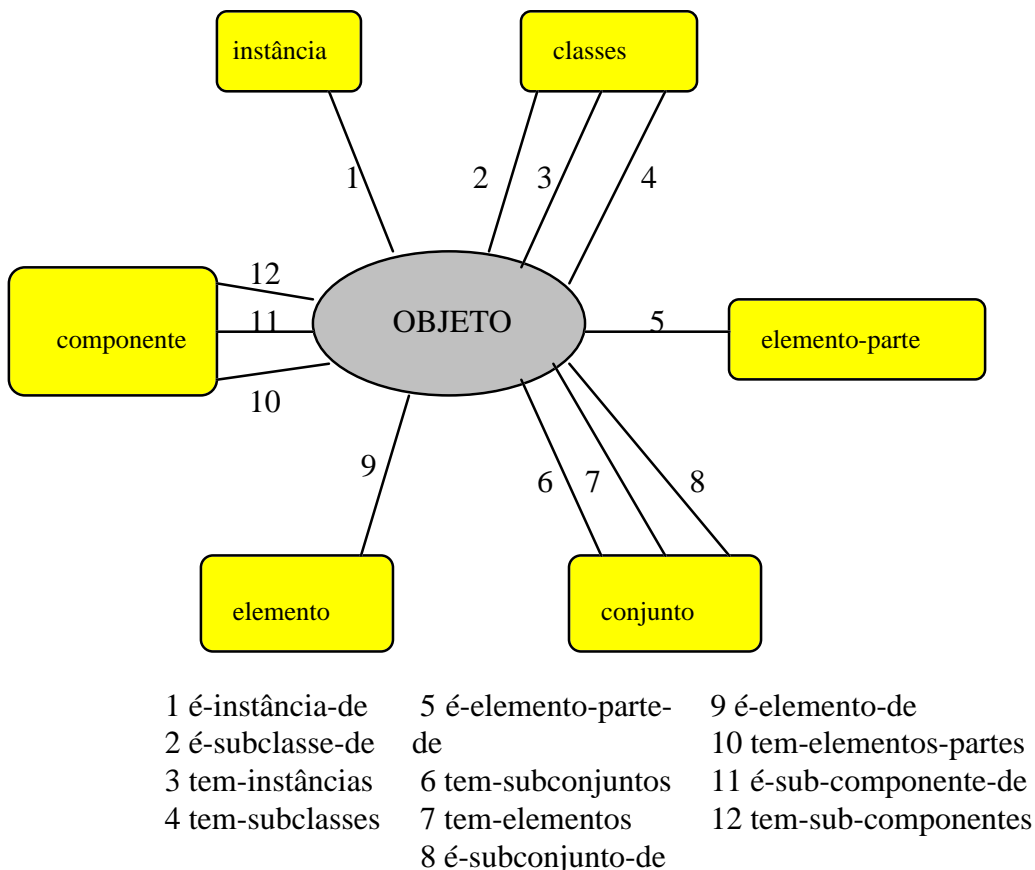 instância
classes
1
2
3
4
12
componente
11
OBJETO
5
elemento-parte
10
9
6
7
8
elemento
conjunto
1 é-instância-de
2 é-subclasse-de
3 tem-instâncias
4 tem-subclasses
5 é-elemento-parte-
de
6 tem-subconjuntos
7 tem-elementos
8 é-subconjunto-de
9 é-elemento-de
10 tem-elementos-partes
11 é-sub-componente-de
12 tem-sub-componentes